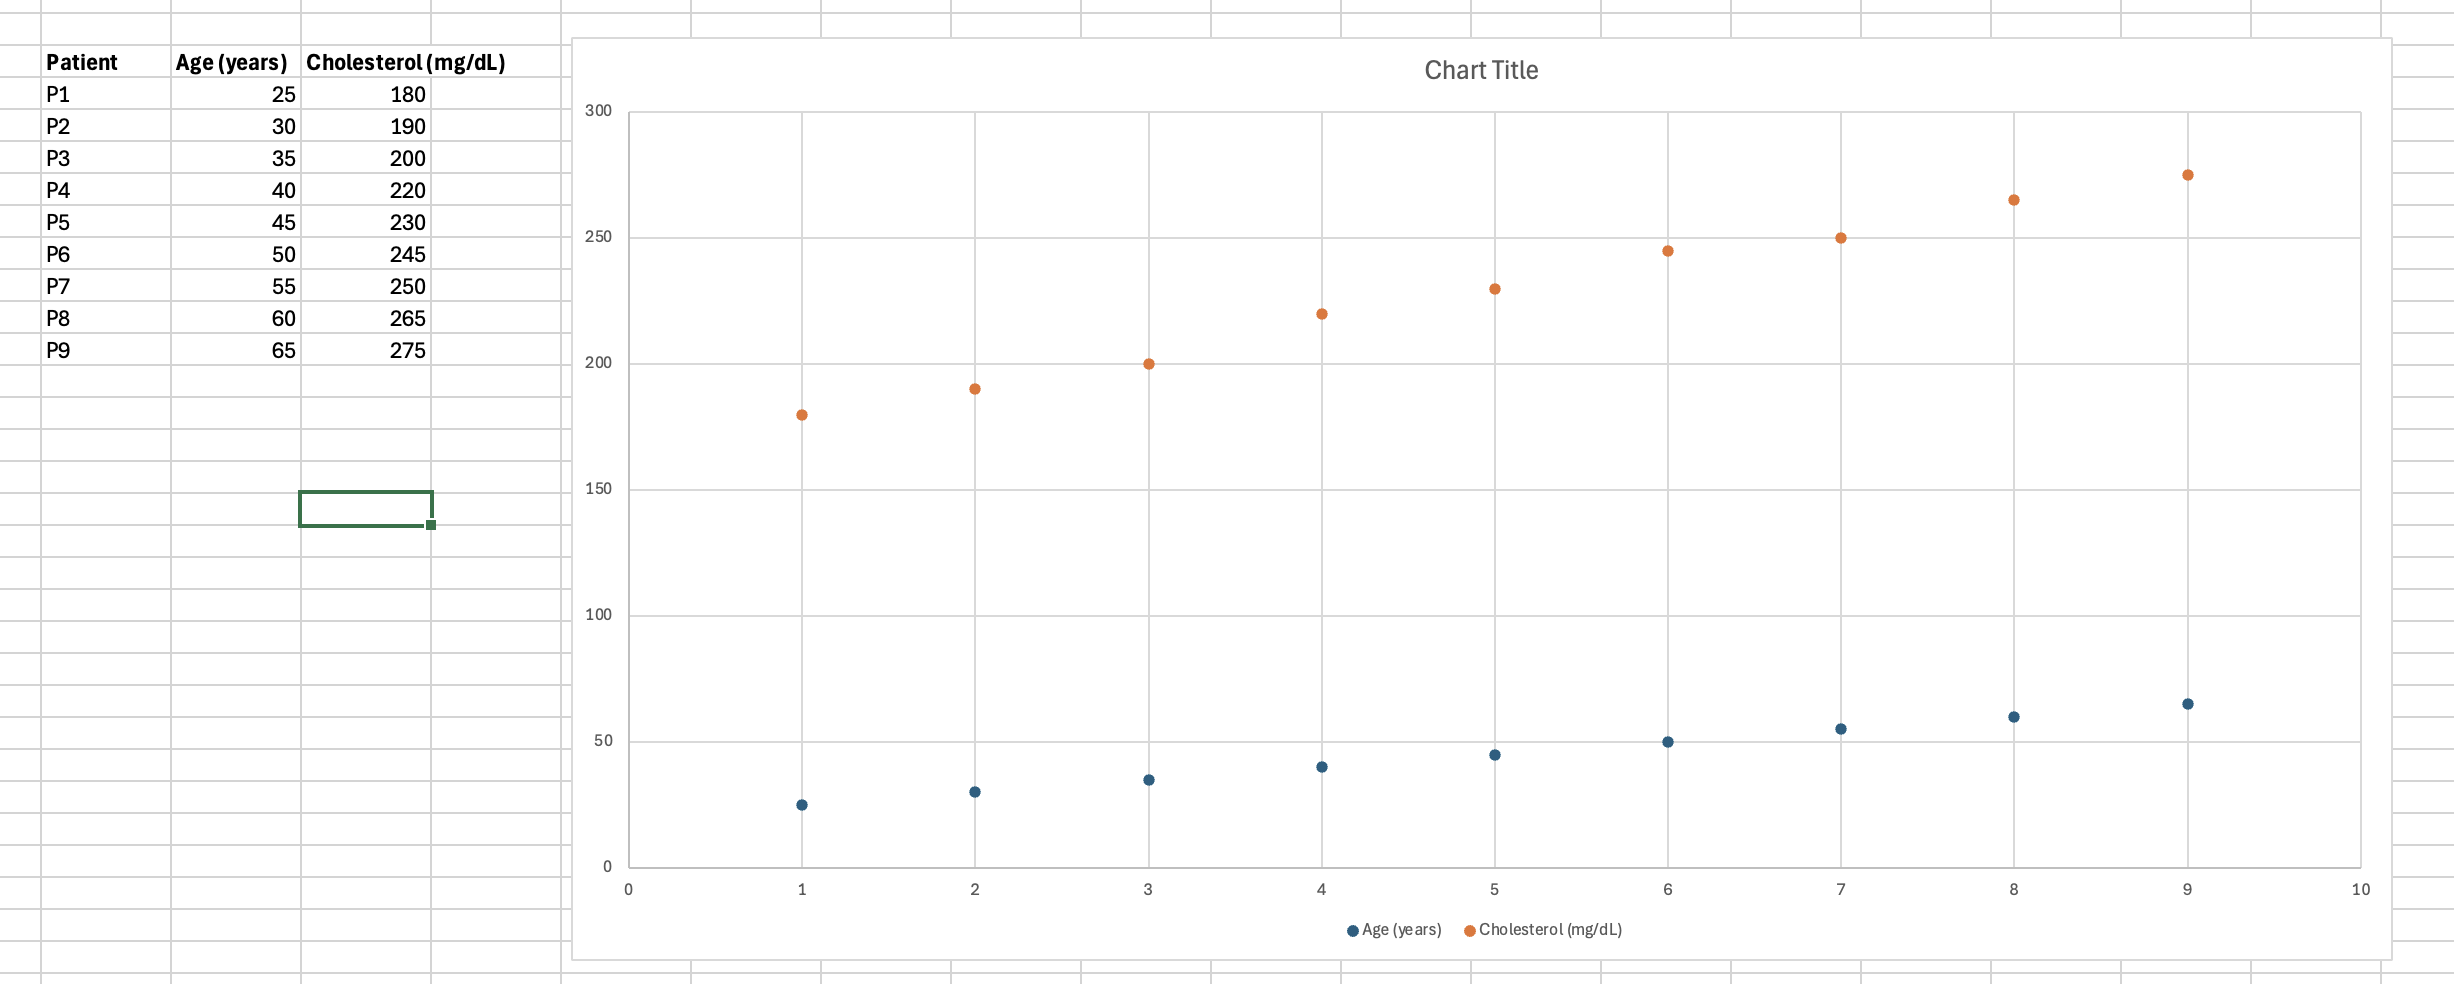 Patient Age (years) Cholesterol (mg/dL)
P1 25 180
P2 30 190
P3 35 200
P4 40 220
P5 45 230
P6 50 245
P7 55 250
P8 60 265
P9 65 275
Chart Title
300
250
200
150
100
50
0
0 1 2 3 4 5 6 7 8 9 10
Age (years) Cholesterol (mg/dL)